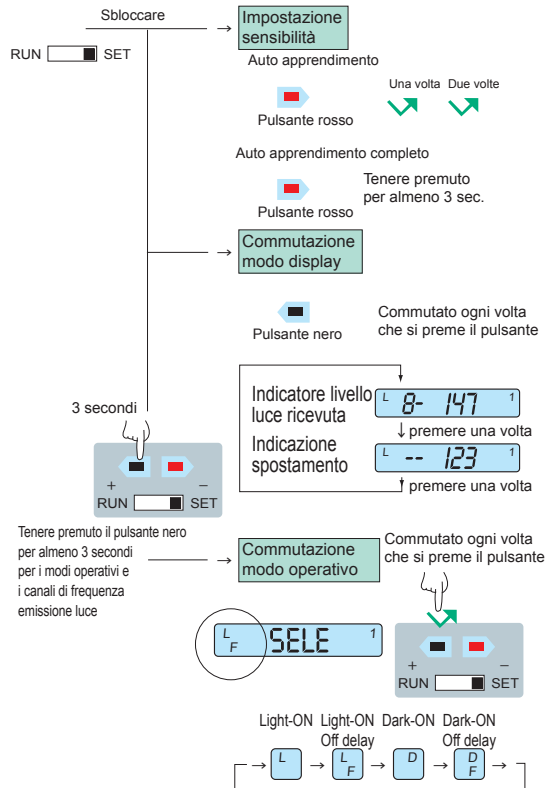 Sbloccare
RUN SET
Impostazione
sensibilità
Auto apprendimento
Pulsante rosso
Una volta Due volte
Auto apprendimento completo
Pulsante rosso
Tenere premuto
per almeno 3 sec.
Commutazione
modo display
Pulsante nero
Commutato ogni volta
che si preme il pulsante
Indicatore livello
luce ricevuta
L 8- 147 1
premere una volta
Indicazione
spostamento
L -- 123 1
premere una volta
3 secondi
+ −
RUN SET
Tenere premuto il pulsante nero
per almeno 3 secondi
per i modi operativi e
i canali di frequenza
emissione luce
Commutazione
modo operativo
Commutato ogni volta
che si preme il pulsante
L F SELE 1
+ −
RUN SET
Light-ON
Light-ON
Off delay
Dark-ON
Dark-ON
Off delay
L
L F
D
D F